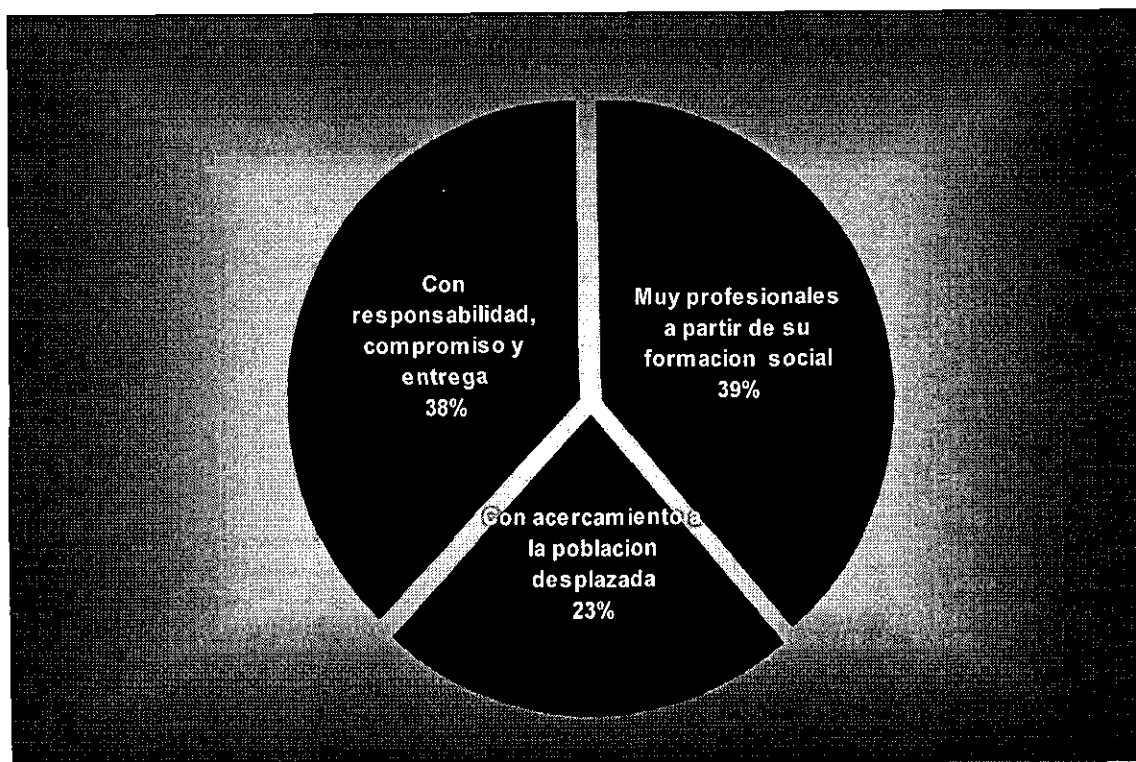 Con
responsabilidad,
compromiso y
entrega
38%
Muy profesionales
a partir de su
formacion social
39%
Con acercamiento a
la poblacion
desplazada
23%